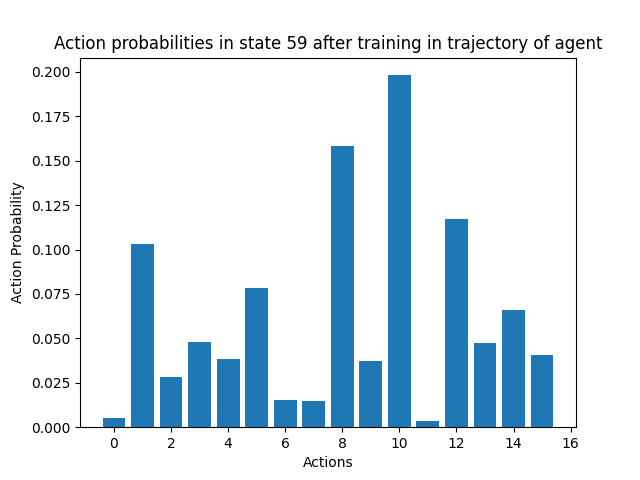 Action probabilities in state 59 after training in trajectory of agent
0.200
0.175
0.150
0.125
0.100
0.075
0.050
0.025
0.000
Action Probability
0 2 4 6 8 10 12 14 16
Actions